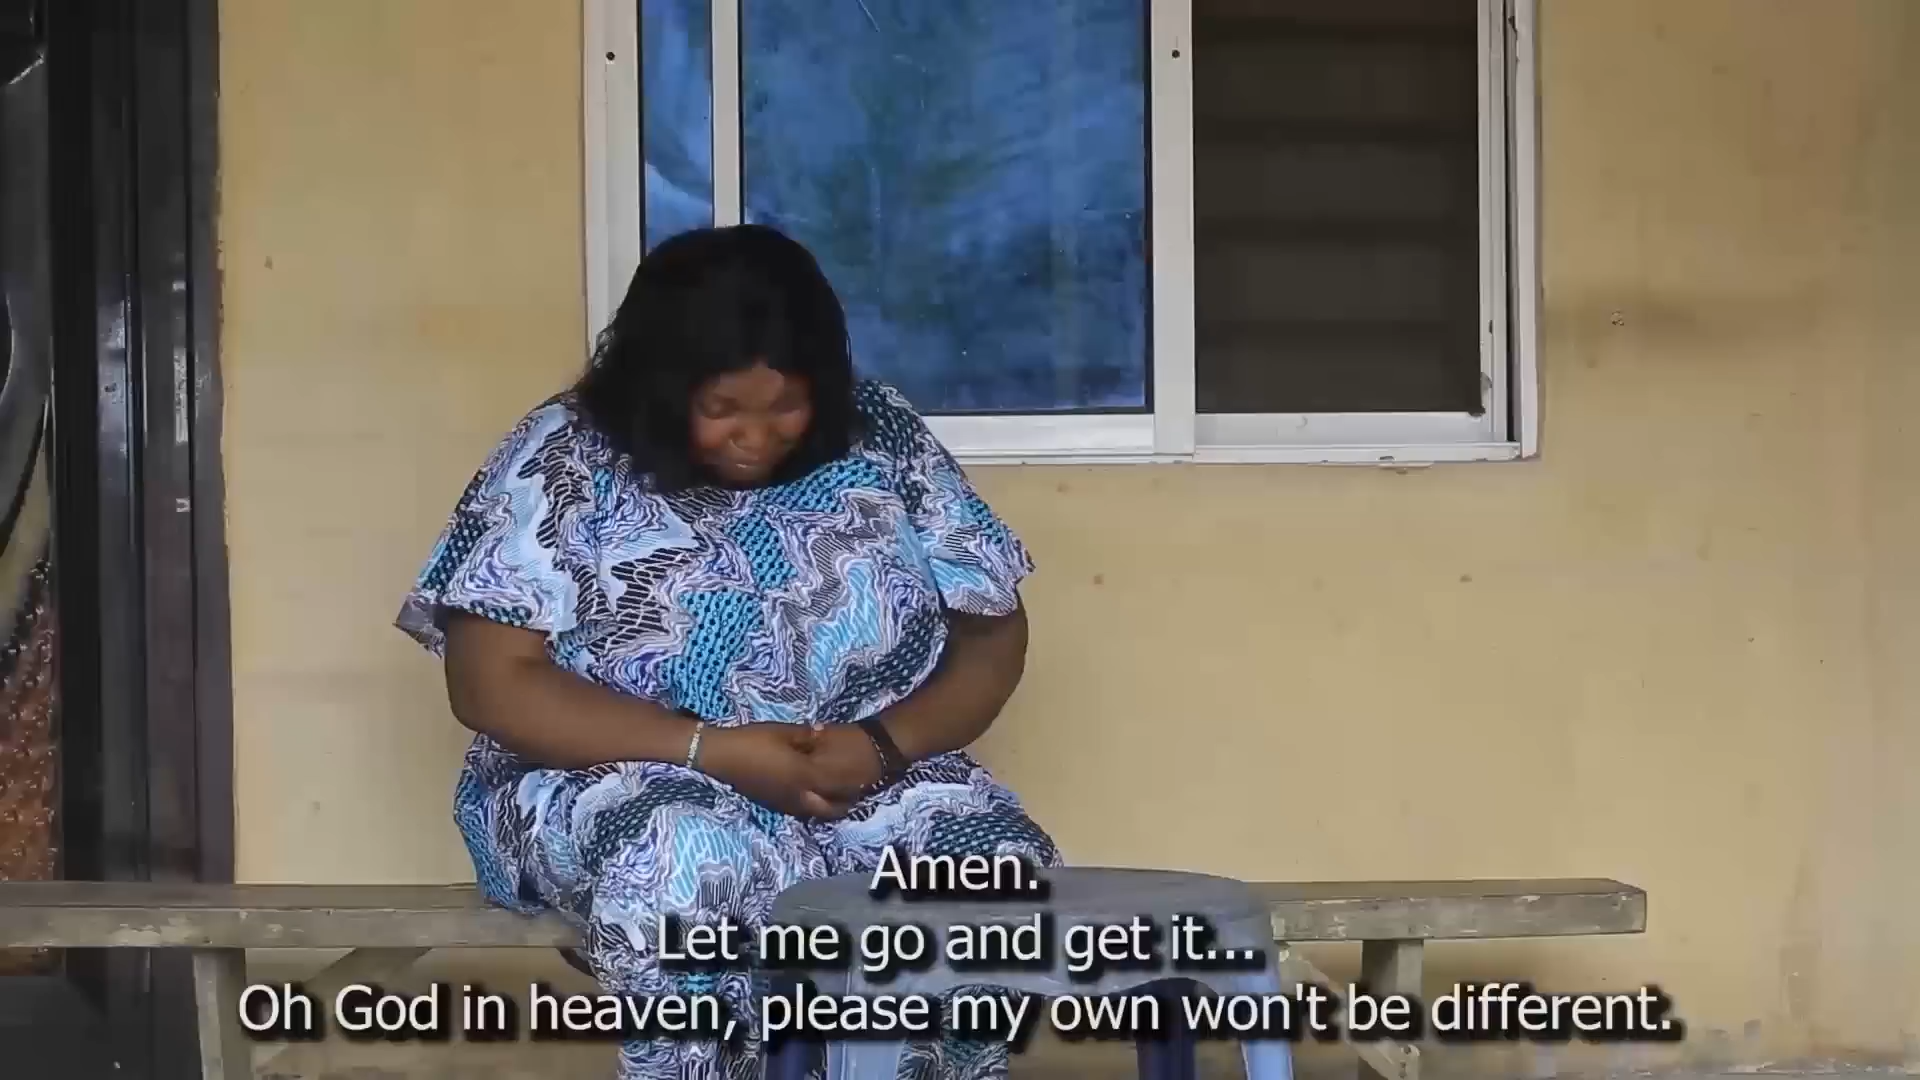 Amen.
Let me go and get it...
Oh God in heaven, please my own won't be different.